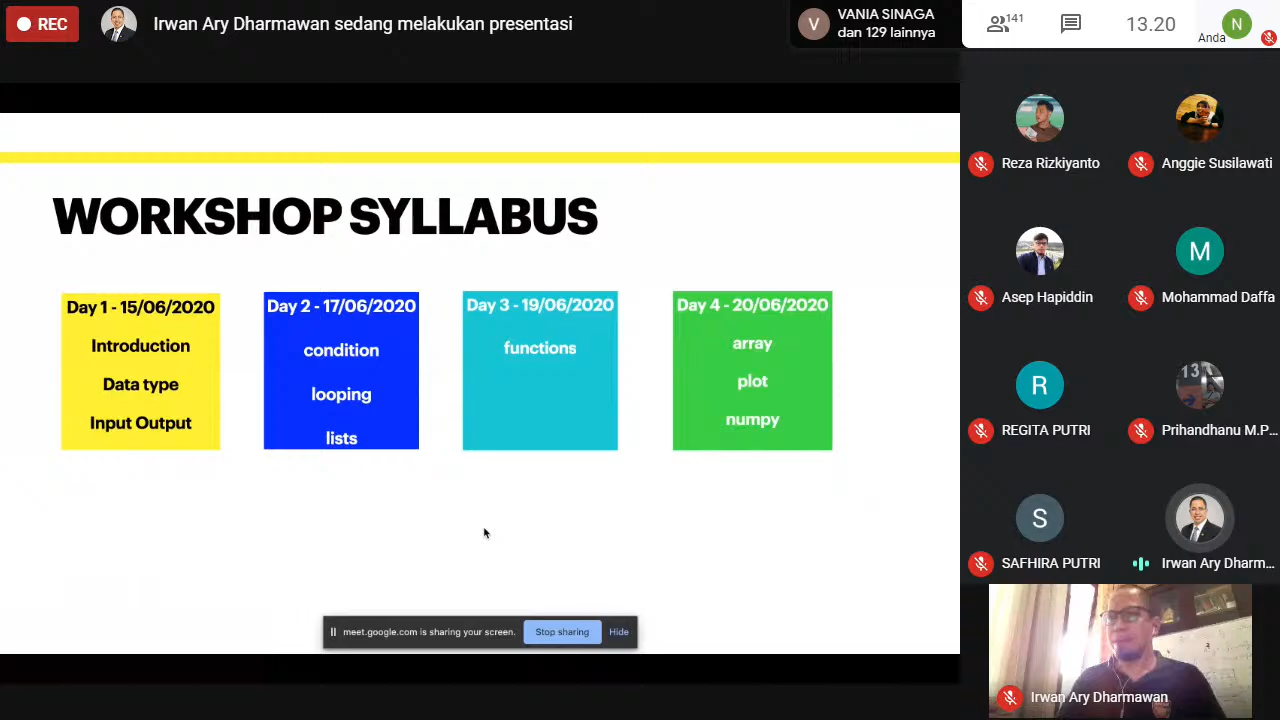 REC
Irwan Ary Dharmawan sedang melakukan presentasi
V
VANIA SINAGA
dan 129 lainnya
141
13.20
Anda
N
WORKSHOP SYLLABUS
Day 1 - 15/06/2020
Introduction
Data type
Input Output
Day 2 - 17/06/2020
condition
looping
lists
Day 3 - 19/06/2020
functions
Day 4 - 20/06/2020
array
plot
numpy
meet.google.com is sharing your screen.
Stop sharing
Hide
Reza Rizkiyanto
Anggie Susilawati
Asep Hapiddin
M
Mohammad Daffa
R
REGITA PUTRI
13
Prihandhanu M.P...
S
SAFHIRA PUTRI
Irwan Ary Dharm...
Irwan Ary Dharmawan